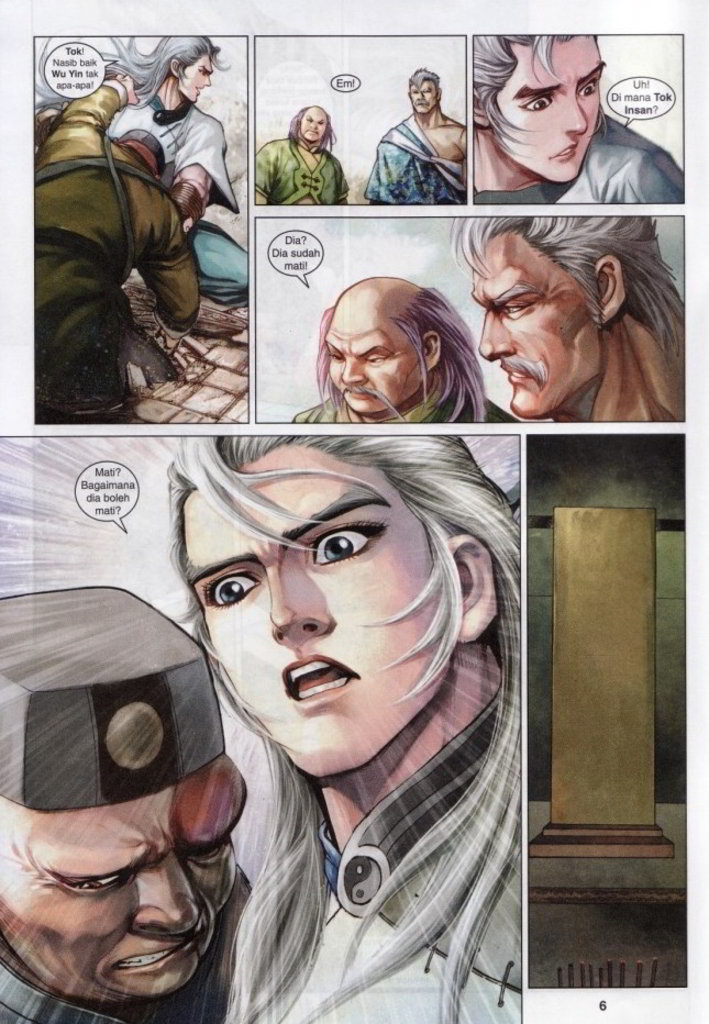 Tok!
Nasib baik
Wu Yin tak
apa-apa!
Em!
Uh!
Di mana Tok
Insan?
Dia?
Dia sudah
mati!
Mati?
Bagaimana
dia boleh
mati?
6